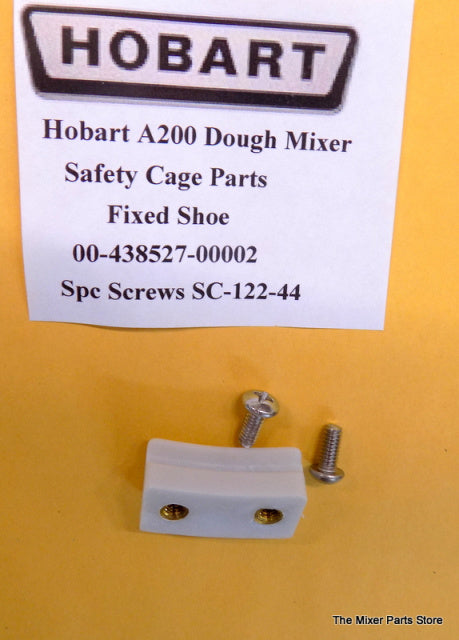 HOBART
Hobart A200 Dough Mixer
Safety Cage Parts
Fixed Shoe
00-438527-00002
Spc Screws SC-122-44
The Mixer Parts Store